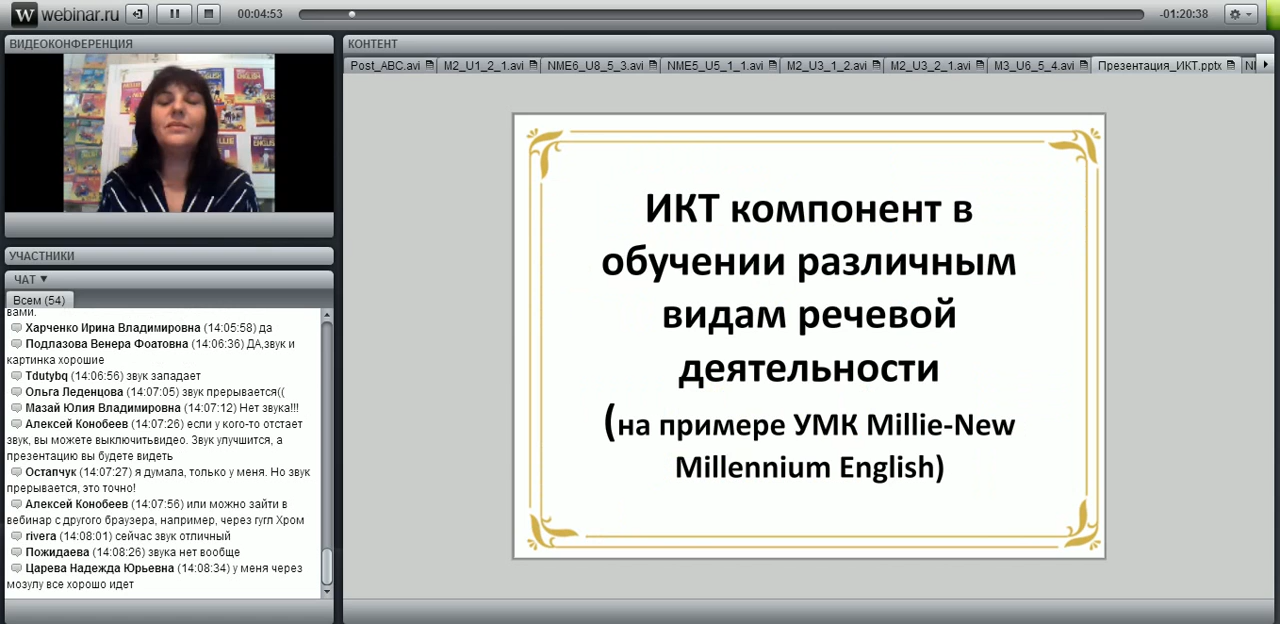 W webinar.ru
00:04:53
-01:20:38
ВИДЕОКОНФЕРЕНЦИЯ
УЧАСТНИКИ
ЧАТ ▼
Всем (54)
вами.
Харченко Ирина Владимировна (14:05:58) да
Подлазова Венера Фоатовна (14:06:36) ДА,звук и
картинка хорошие
Tdutybq (14:06:56) звук западает
Ольга Леденцова (14:07:05) звук прерывается((
Мазай Юлия Владимировна (14:07:12) Нет звука!!!
Алексей Конобеев (14:07:26) если у кого-то отстает
звук, вы можете выключитьвидео. Звук улучшится, а
презентацию вы будете видеть
Остапчук (14:07:27) я думала, только у меня. Но звук
прерывается, это точно!
Алексей Конобеев (14:07:56) или можно зайти в
вебинар с другого браузера, например, через гугл Хром
rivera (14:08:01) сейчас звук отличный
Пожидаева (14:08:26) звука нет вообще
Царева Надежда Юрьевна (14:08:34) у меня через
мозулу все хорошо идет
КОНТЕНТ
Post_ABC.avi M2_U1_2_1.avi NME6_U8_5_3.avi NME5_U5_1_1.avi M2_U3_1_2.avi M2_U3_2_1.avi M3_U6_5_4.avi Презентация_ИКТ.pptx
ИКТ компонент в
обучении различным
видам речевой
деятельности
(на примере УМК Millie-New
Millennium English)